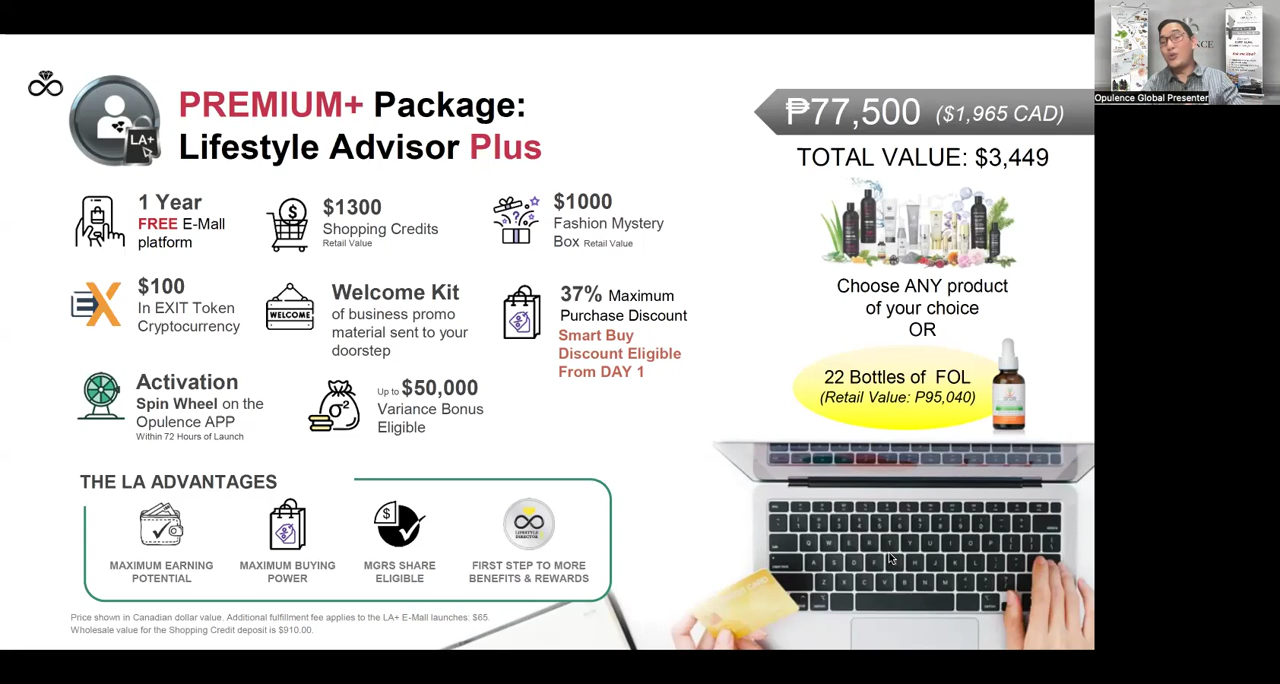 PREMIUM+ Package:
Lifestyle Advisor Plus
LA+
₱77,500 ($1,965 CAD)
TOTAL VALUE: $3,449
1 Year
FREE E-Mall
platform
$1300
Shopping Credits
Retail Value
$1000
Fashion Mystery
Box Retail Value
$100
In EXIT Token
Cryptocurrency
WELCOME
Welcome Kit
of business promo
material sent to your
doorstep
37% Maximum
Purchase Discount
Smart Buy
Discount Eligible
From DAY 1
Activation
Spin Wheel on the
Opulence APP
Within 72 Hours of Launch
Up to $50,000
Variance Bonus
Eligible
Choose ANY product
of your choice
OR
22 Bottles of FOL
(Retail Value: P95,040)
THE LA ADVANTAGES
LIFESTYLE
DIRECTOR
MAXIMUM EARNING
POTENTIAL
MAXIMUM BUYING
POWER
MGRS SHARE
ELIGIBLE
FIRST STEP TO MORE
BENEFITS & REWARDS
Price shown in Canadian dollar value. Additional fulfillment fee applies to the LA+ E-Mall launches: $65.
Wholesale value for the Shopping Credit deposit is $910.00.
Opulence Global Presenter